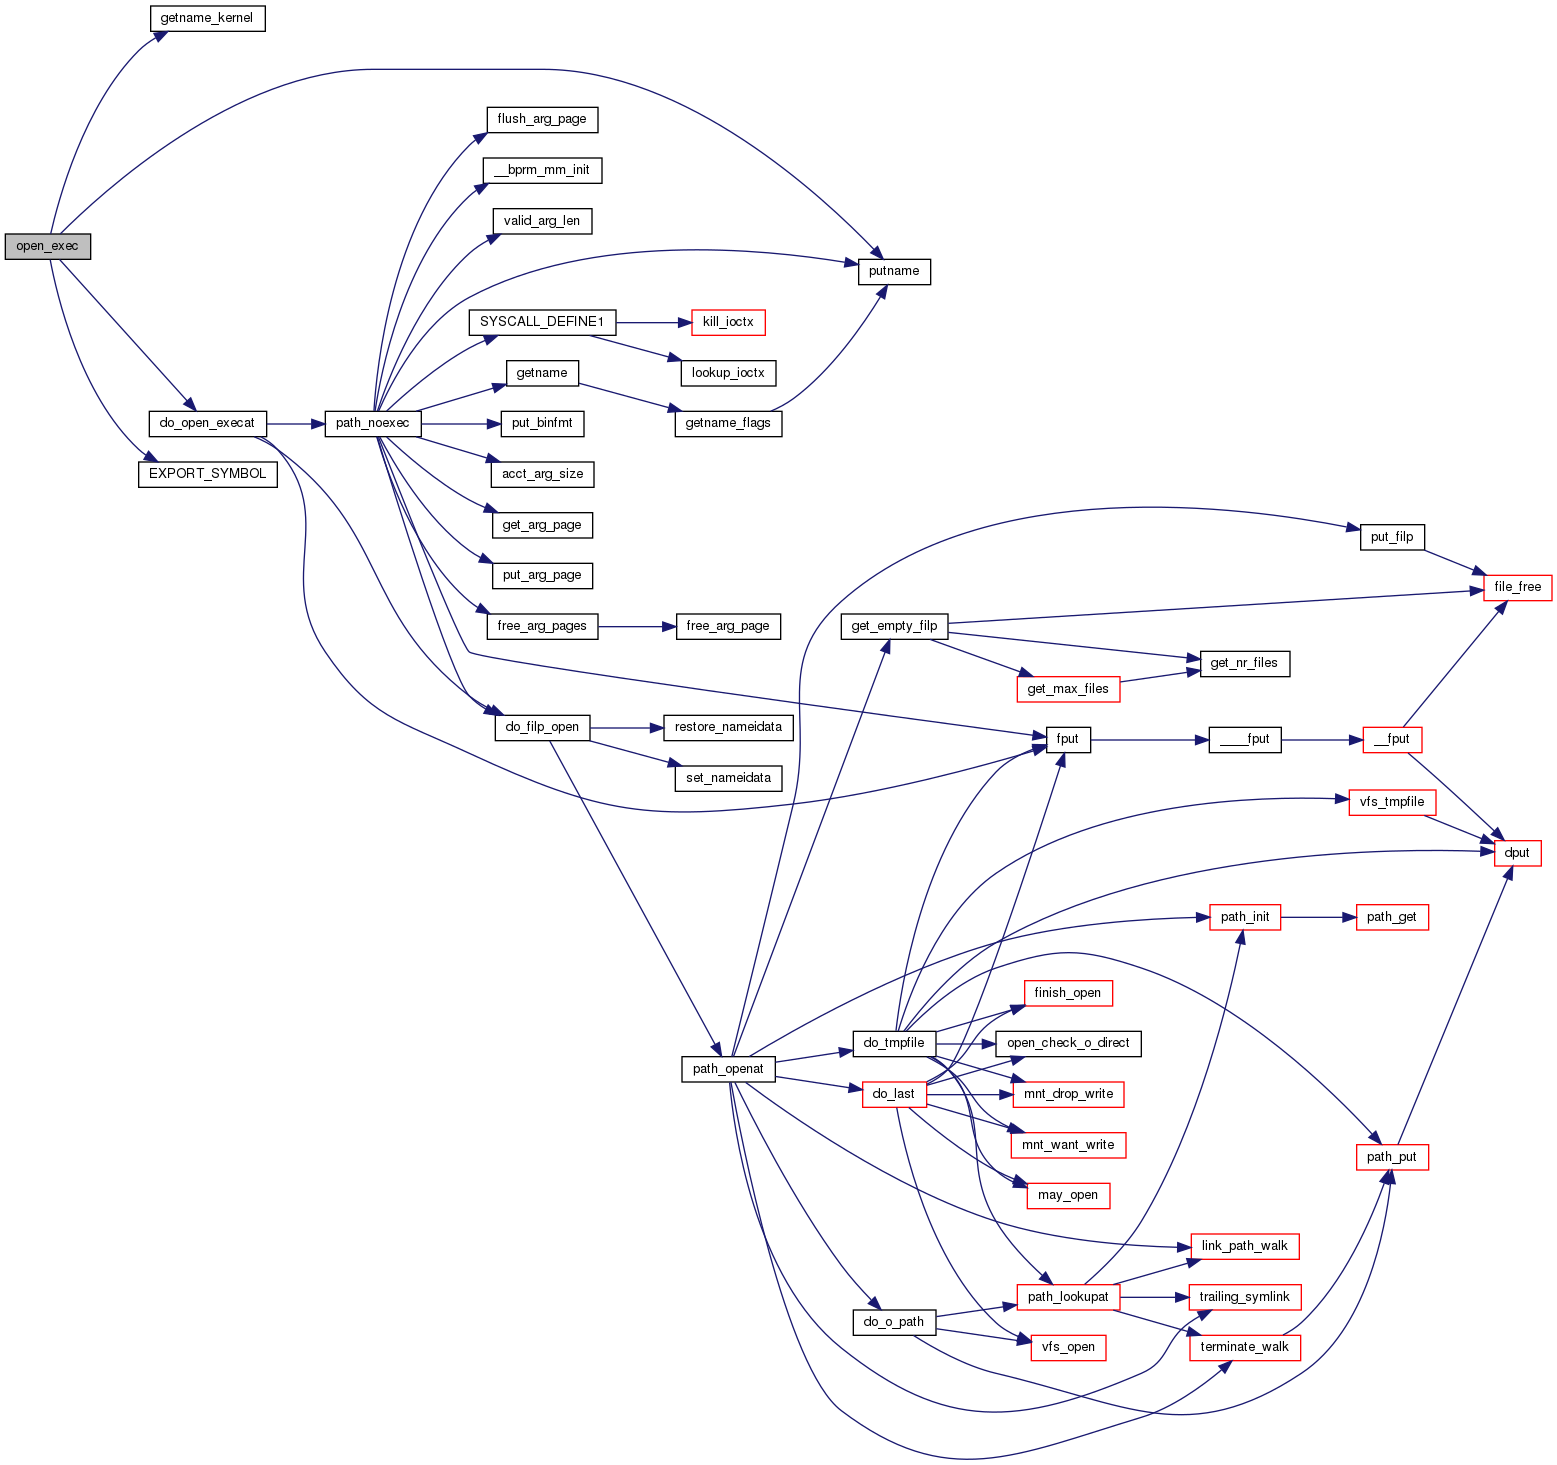 getname_kernel
flush_arg_page
__bprm_mm_init
valid_arg_len
open_exec
putname
SYSCALL_DEFINE1
kill_ioctx
getname
lookup_ioctx
do_open_execat
path_noexec
put_binfmt
getname_flags
EXPORT_SYMBOL
acct_arg_size
get_arg_page
put_filp
put_arg_page
file_free
free_arg_pages
free_arg_page
get_empty_filp
get_nr_files
get_max_files
do_filp_open
restore_nameidata
fput
____fput
__fput
set_nameidata
vfs_tmpfile
dput
path_init
path_get
finish_open
do_tmpfile
open_check_o_direct
path_openat
do_last
mnt_drop_write
mnt_want_write
path_put
may_open
link_path_walk
path_lookupat
trailing_symlink
do_o_path
vfs_open
terminate_walk